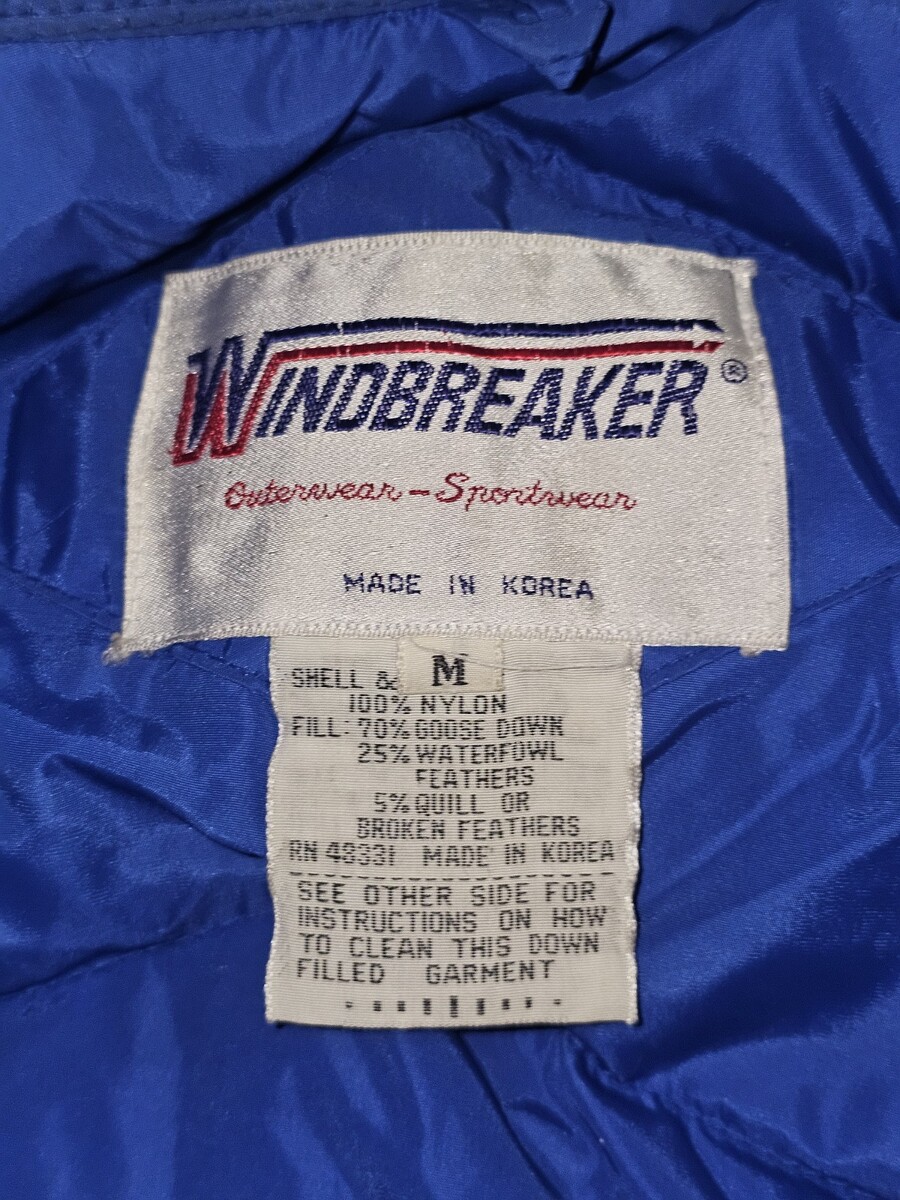 WINDBREAKER®
Outerwear - Sportswear
MADE IN KOREA
M
SHELL &
100% NYLON
FILL: 70% GOOSE DOWN
25% WATERFOWL
FEATHERS
5% QUILL OR
BROKEN FEATHERS
RN 48331 MADE IN KOREA
SEE OTHER SIDE FOR
INSTRUCTIONS ON HOW
TO CLEAN THIS DOWN
FILLED GARMENT